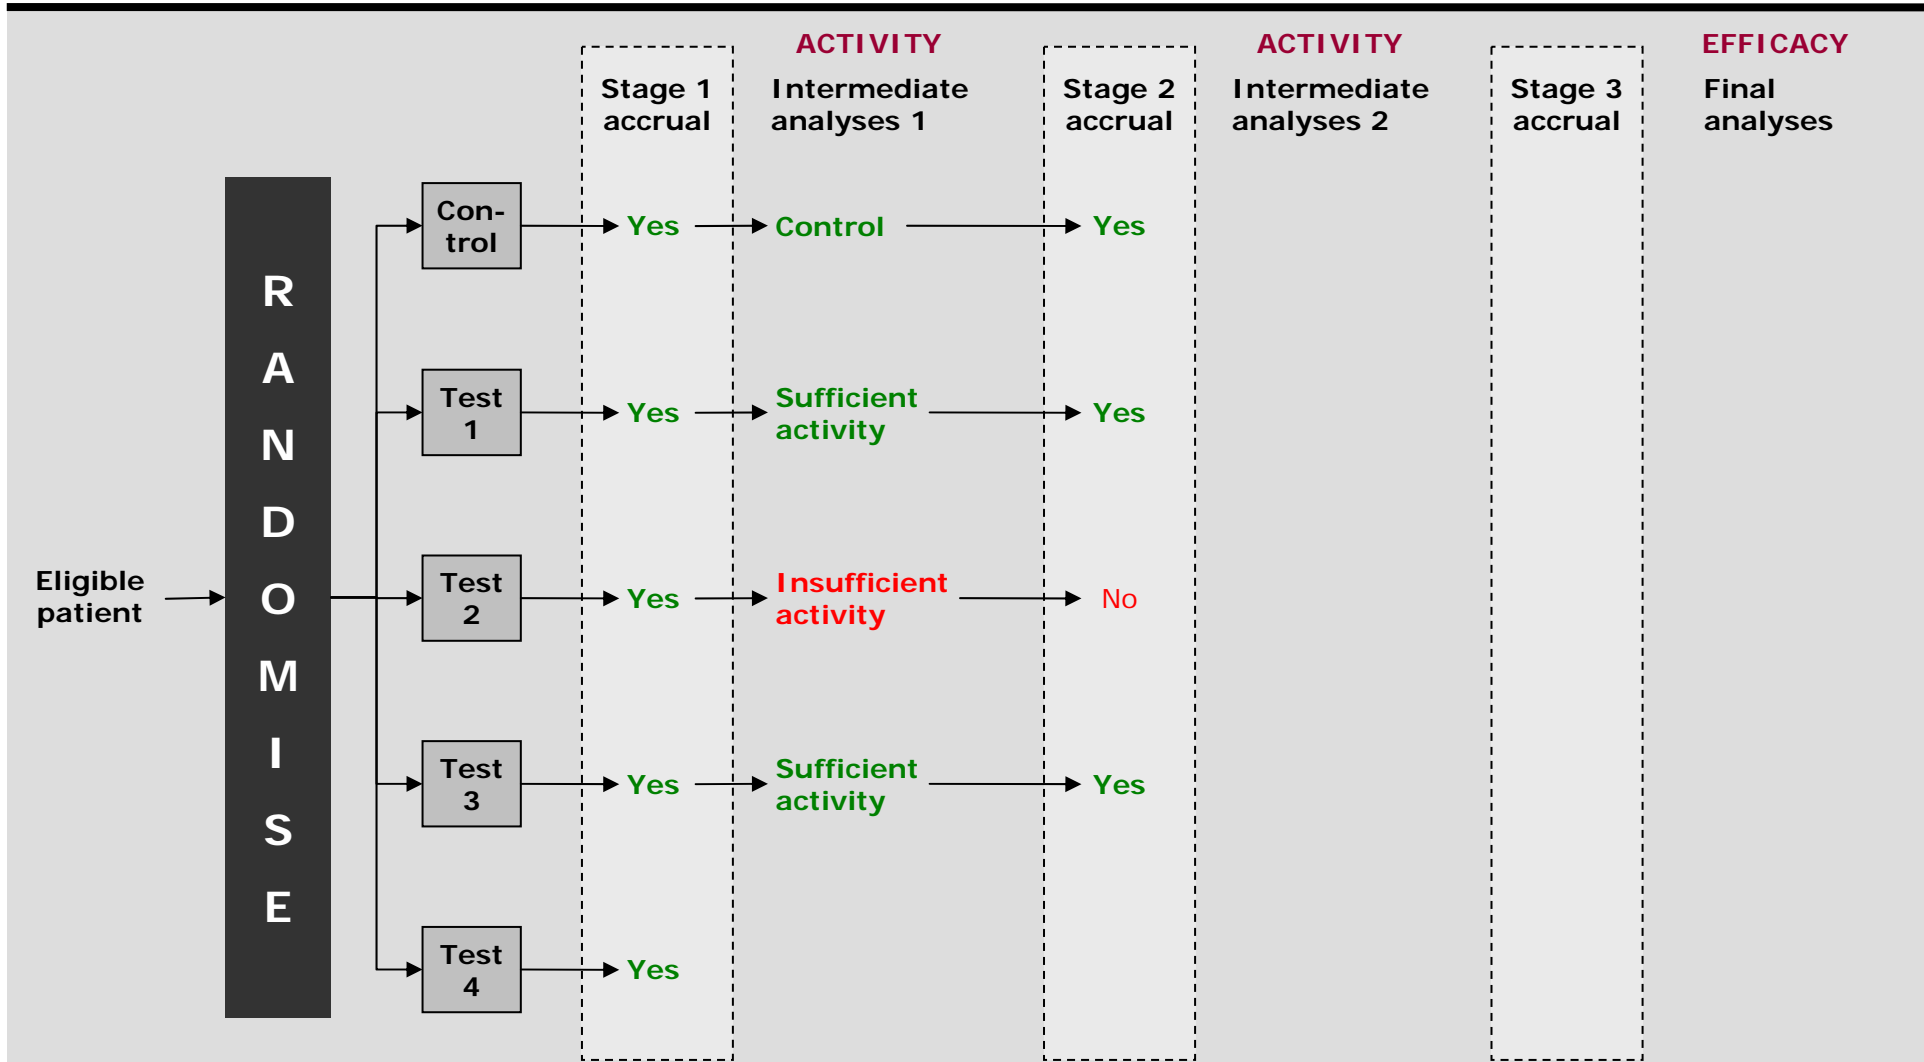 ACTIVITY
ACTIVITY
EFFICACY
Stage 1
accrual
Intermediate
analyses 1
Stage 2
accrual
Intermediate
analyses 2
Stage 3
accrual
Final
analyses
Eligible
patient
R
A
N
D
O
M
I
S
E
Con-
trol
Yes
Control
Yes
Test
1
Yes
Sufficient
activity
Yes
Test
2
Yes
Insufficient
activity
No
Test
3
Yes
Sufficient
activity
Yes
Test
4
Yes